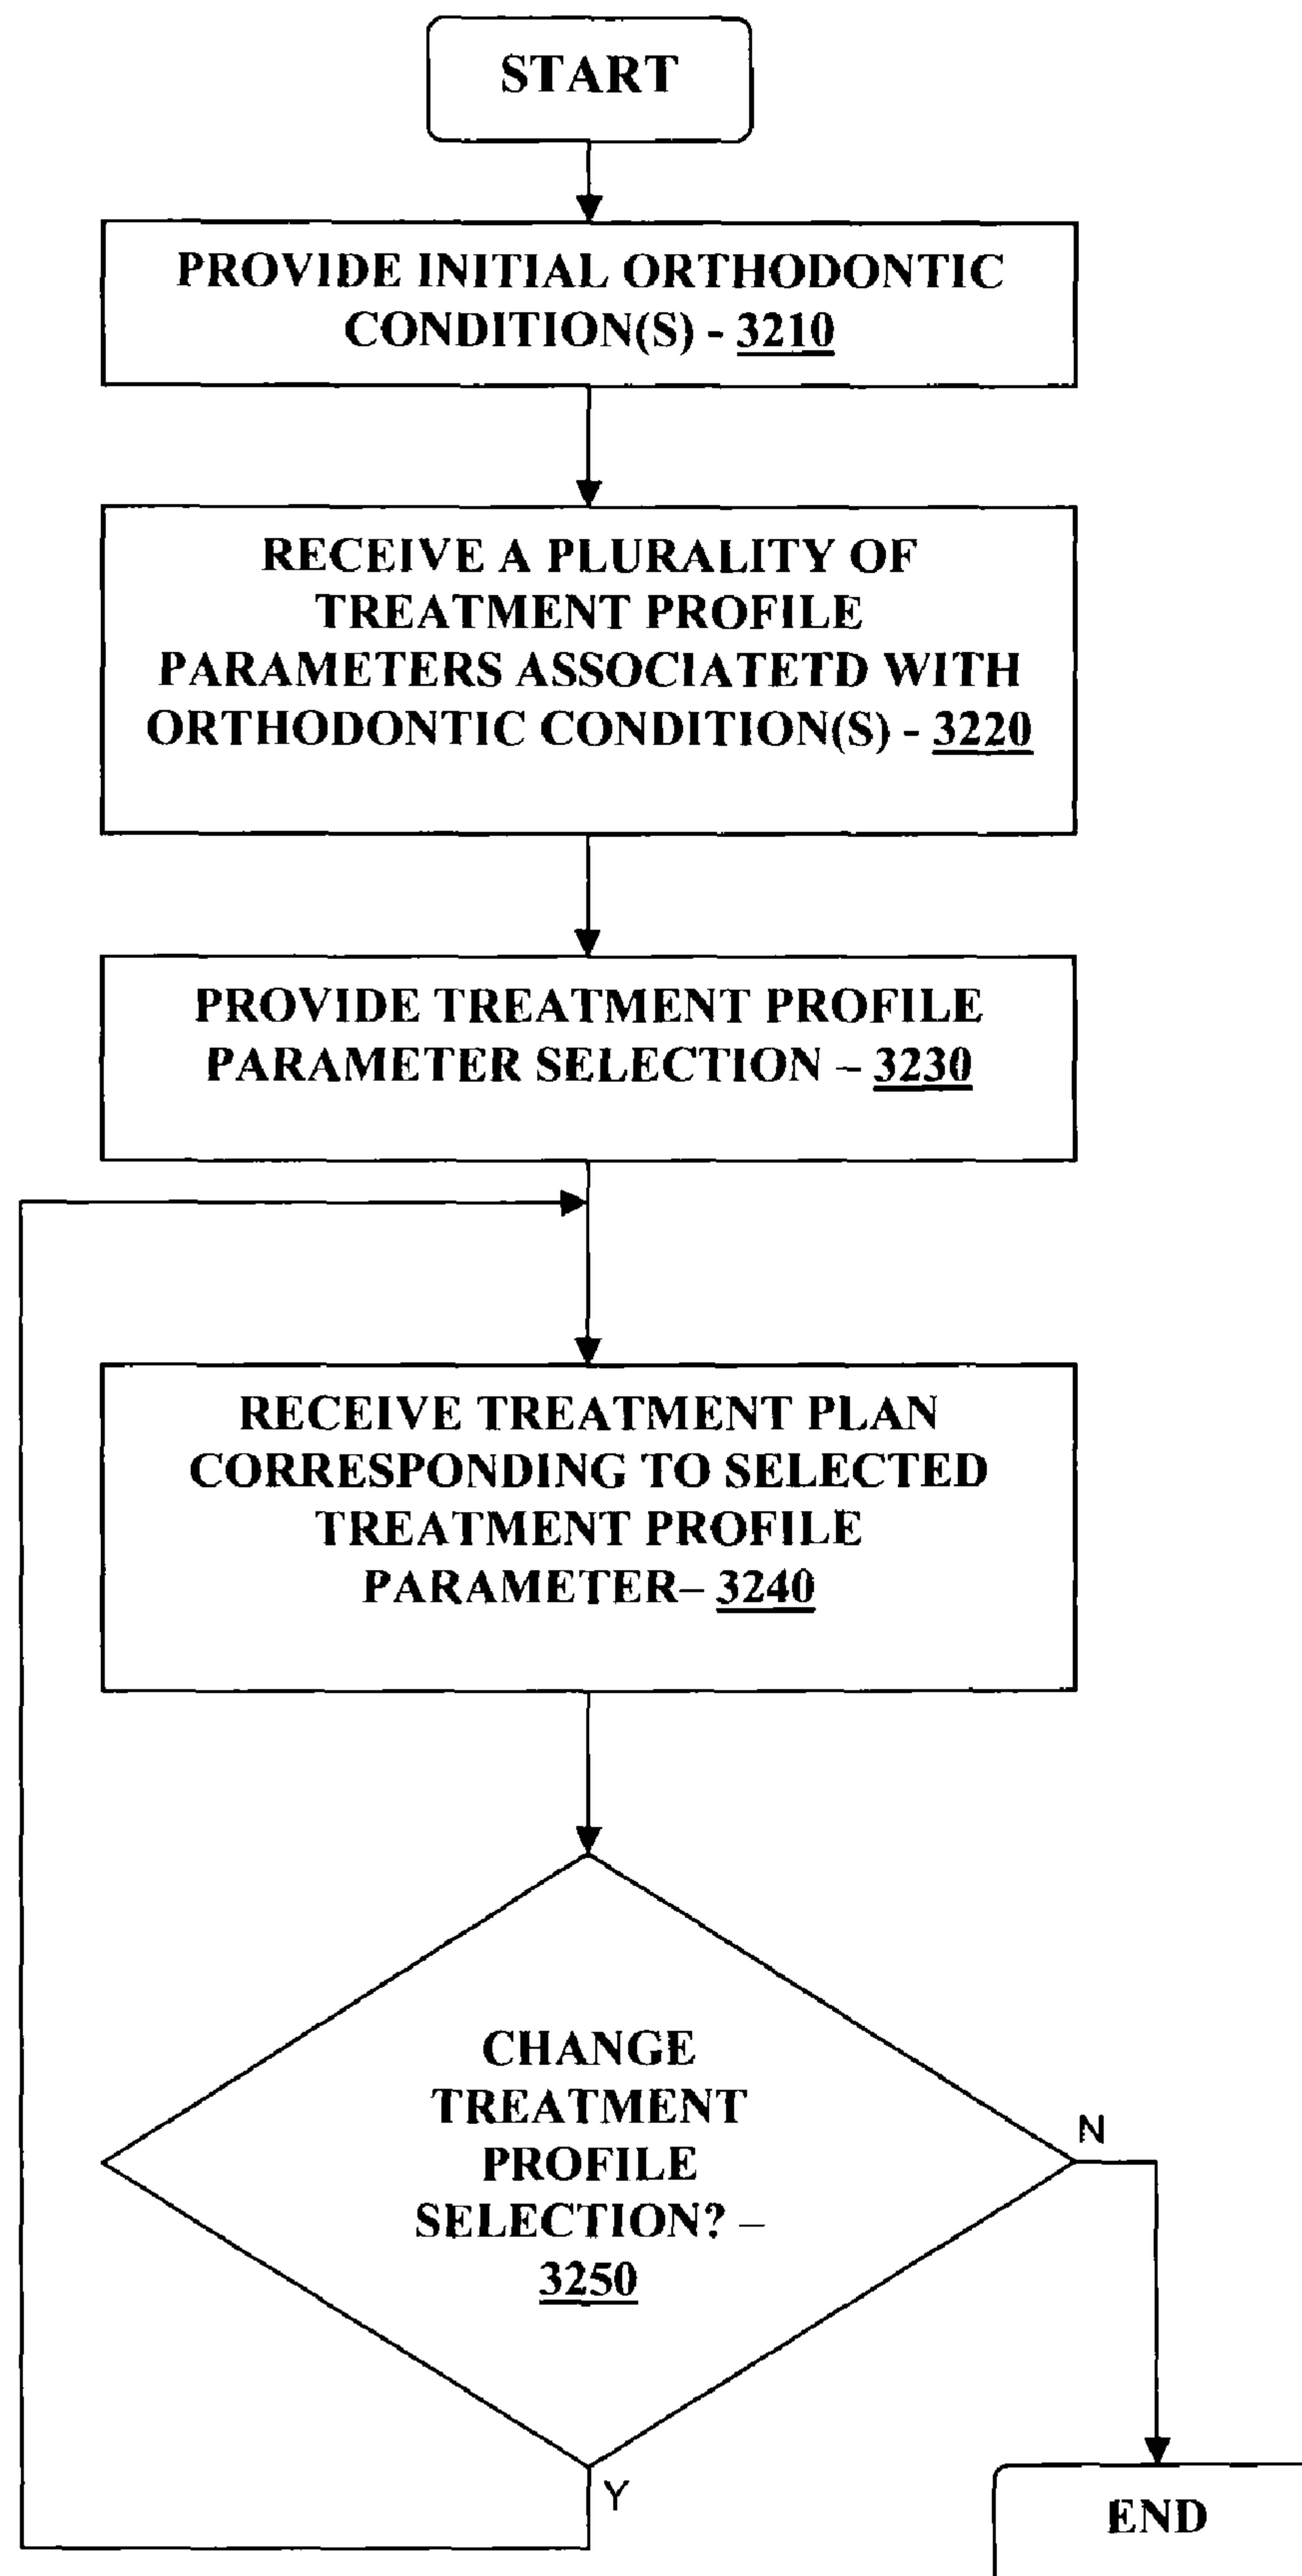 START
PROVIDE INITIAL ORTHODONTIC
CONDITION(S) - 3210
RECEIVE A PLURALITY OF
TREATMENT PROFILE
PARAMETERS ASSOCIATETD WITH
ORTHODONTIC CONDITION(S) - 3220
PROVIDE TREATMENT PROFILE
PARAMETER SELECTION – 3230
RECEIVE TREATMENT PLAN
CORRESPONDING TO SELECTED
TREATMENT PROFILE
PARAMETER– 3240
CHANGE
TREATMENT
PROFILE
SELECTION? –
3250
N
Y
END